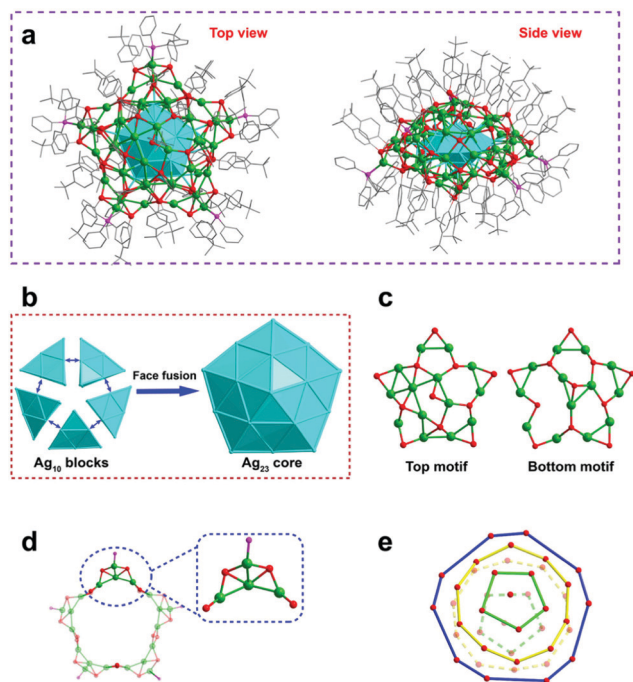 a
Top view
Side view
b
Face fusion
Ag₁₀ blocks
Ag₂₃ core
c
Top motif
Bottom motif
d
e